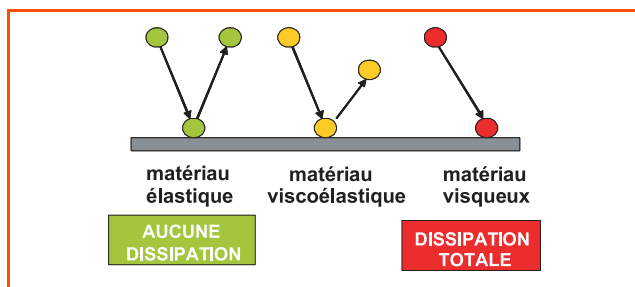 matériau
élastique
matériau
viscoélastique
matériau
visqueux
AUCUNE
DISSIPATION
DISSIPATION
TOTALE